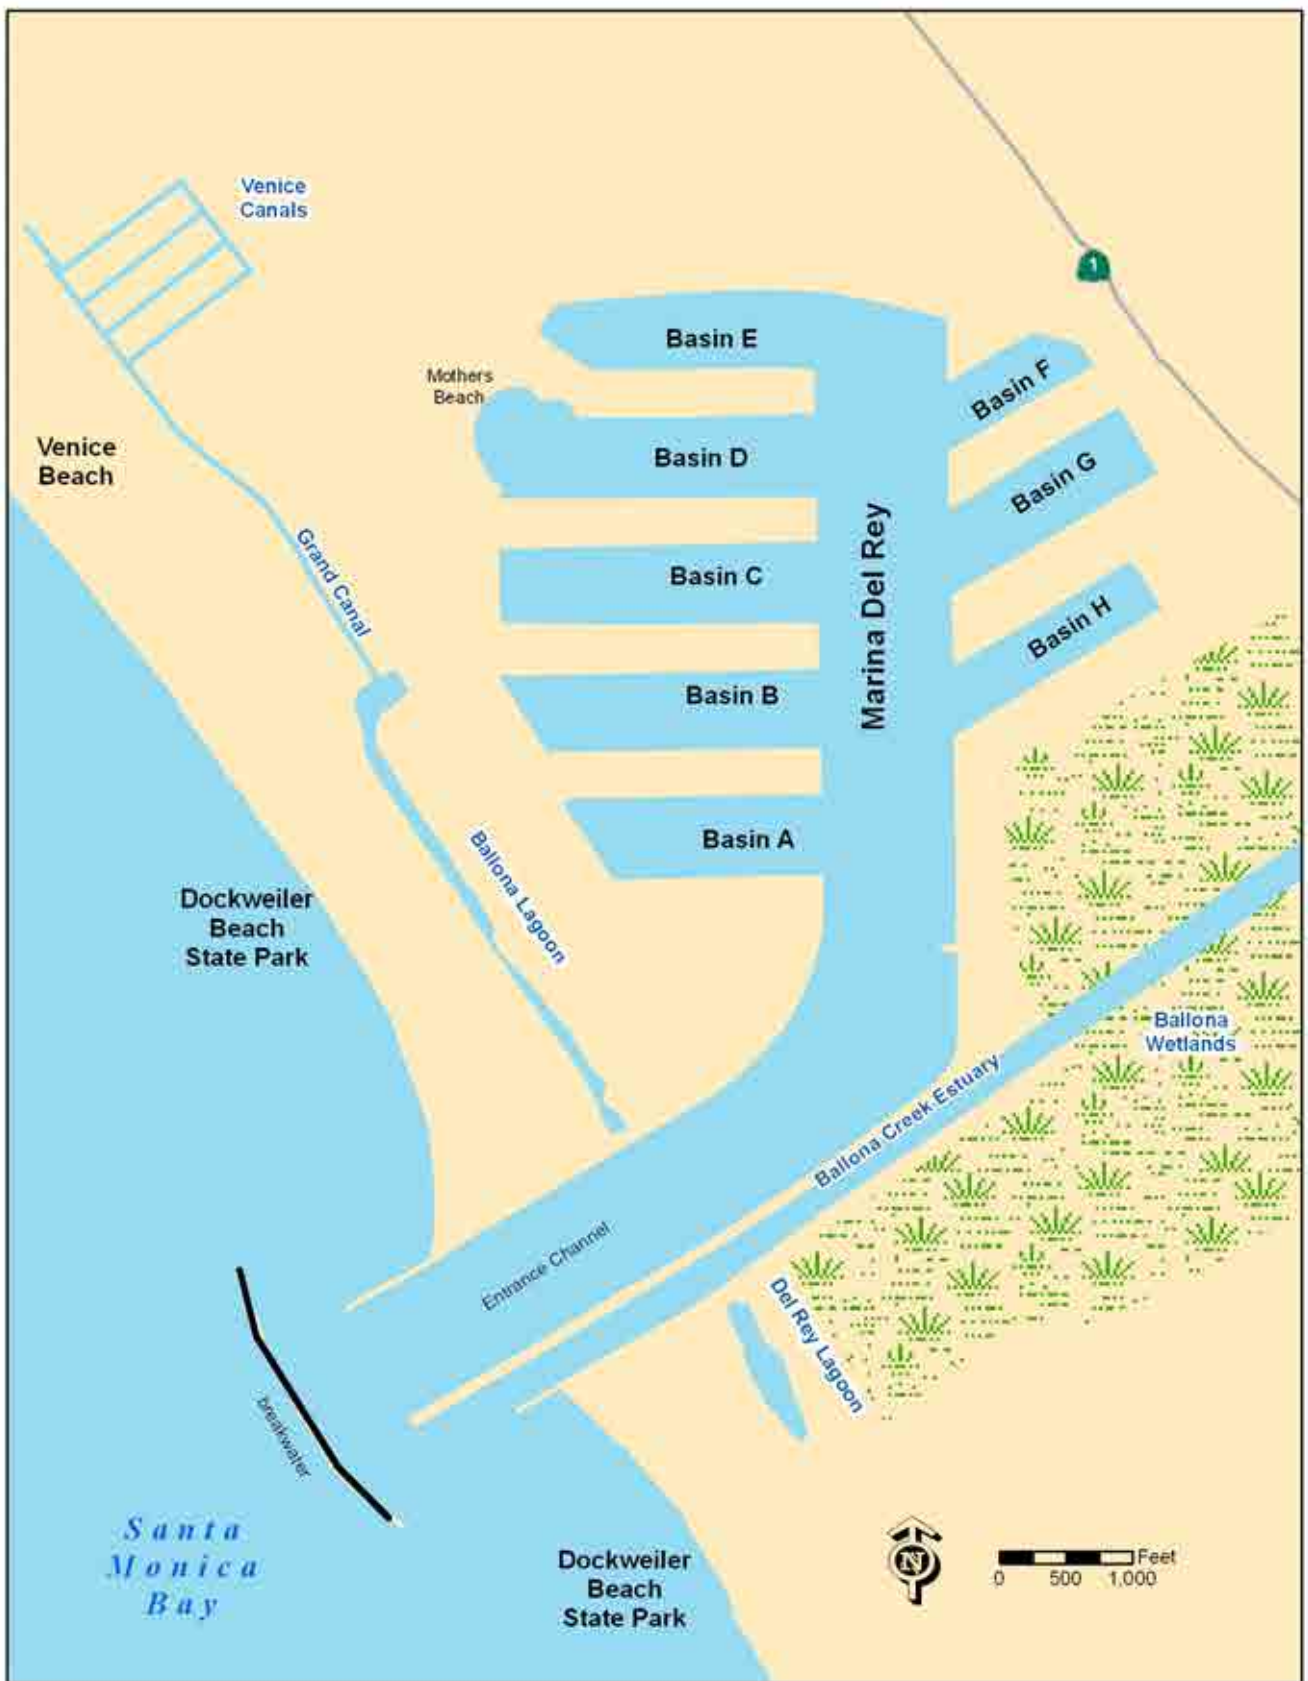 Venice
Canals
1
Basin E
Basin F
Mothers
Beach
Venice
Beach
Basin D
Basin G
Grand Canal
Basin C
Marina Del Rey
Basin H
Basin B
Basin A
Ballona Lagoon
Dockweiler
Beach
State Park
Ballona
Wetlands
Ballona Creek Estuary
Entrance Channel
Del Rey Lagoon
breakwater
Santa
Monica
Bay
Dockweiler
Beach
State Park
N
Feet
0 500 1,000